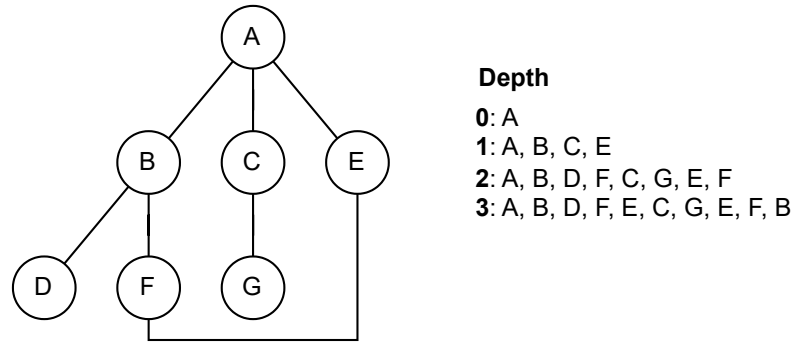 A
B
C
E
D
F
G
Depth
0: A
1: A, B, C, E
2: A, B, D, F, C, G, E, F
3: A, B, D, F, E, C, G, E, F, B